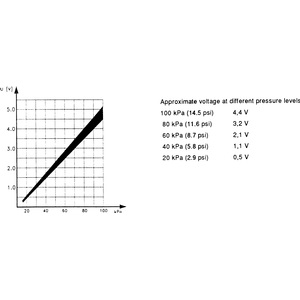 u [V]
5.0
4.0
3.0
2.0
1.0
20 40 60 80 100 kPa
Approximate voltage at different pressure levels
100 kPa (14.5 psi) 4,4 V
80 kPa (11.6 psi) 3,2 V
60 kPa (8.7 psi) 2,1 V
40 kPa (5.8 psi) 1,1 V
20 kPa (2.9 psi) 0,5 V